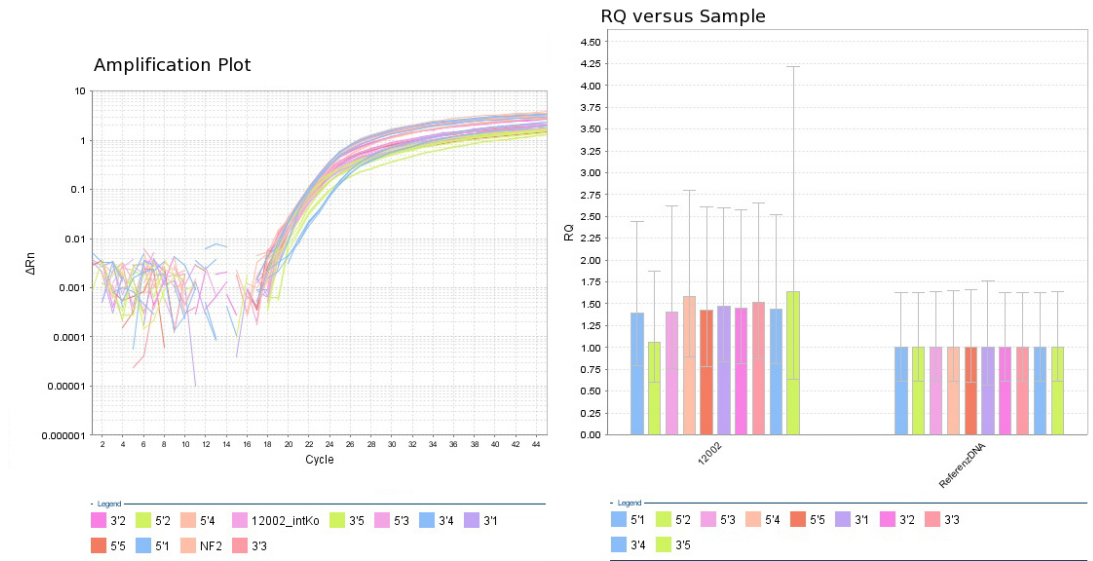 Amplification Plot
10
1
0.1
0.01
0.001
0.0001
0.00001
0.000001
ΔRn
2 4 6 8 10 12 14 16 18 20 22 24 26 28 30 32 34 36 38 40 42 44
Cycle
Legend
3'2 5'2 5'4 12002_intKo 3'5 5'3 3'4 3'1
5'5 5'1 NF2 3'3
RQ versus Sample
4.50
4.25
4.00
3.75
3.50
3.25
3.00
2.75
2.50
2.25
2.00
1.75
1.50
1.25
1.00
0.75
0.50
0.25
0.00
RQ
12002
ReferenzDNA
Legend
5'1 5'2 5'3 5'4 5'5 3'1 3'2 3'3
3'4 3'5